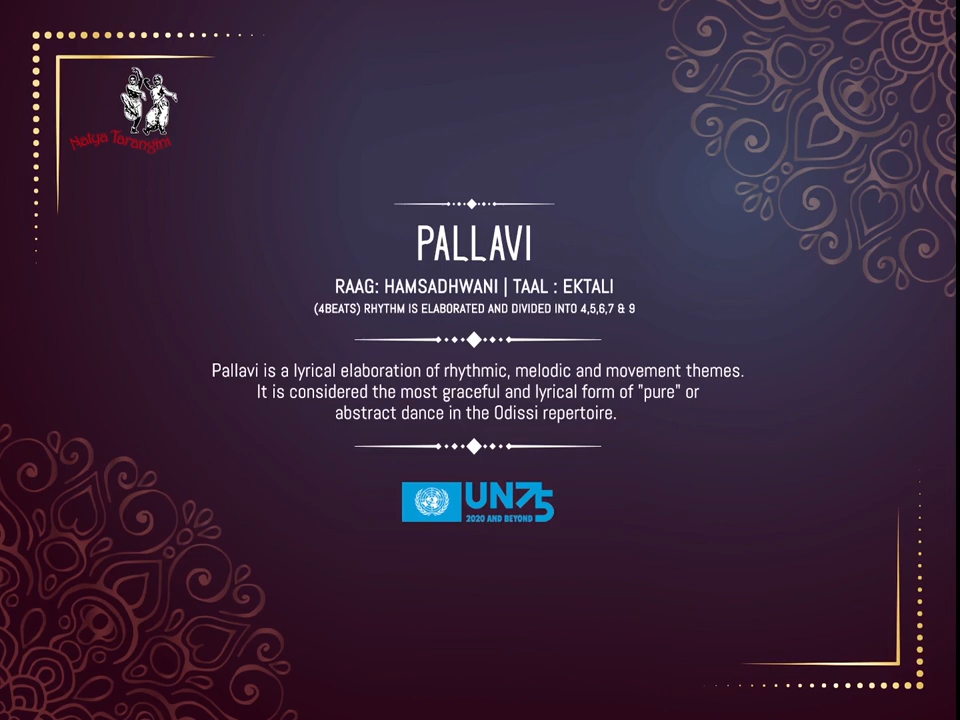 Natya Tarangini
PALLAVI
RAAG: HAMSADHWANI | TAAL : EKTALI
(4BEATS) RHYTHM IS ELABORATED AND DIVIDED INTO 4,5,6,7 & 9
Pallavi is a lyrical elaboration of rhythmic, melodic and movement themes.
It is considered the most graceful and lyrical form of "pure" or
abstract dance in the Odissi repertoire.
UN75
2020 AND BEYOND